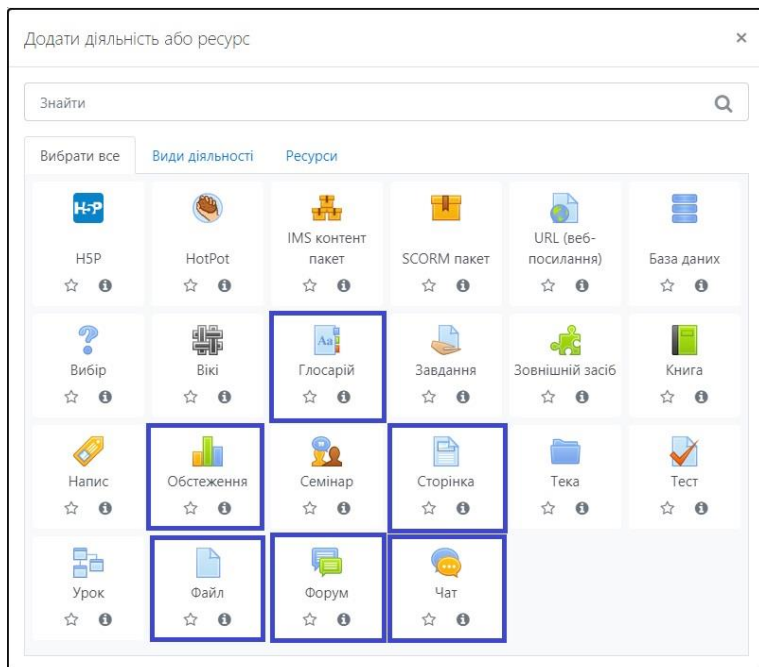 Додати діяльність або ресурс
Знайти
Вибрати все Види діяльності Ресурси
H5P HotPot IMS контент пакет SCORM пакет URL (веб-посилання) База даних
Вибір Вікі Глосарій Завдання Зовнішній засіб Книга
Напис Обстеження Семінар Сторінка Тека Тест
Урок Файл Форум Чат